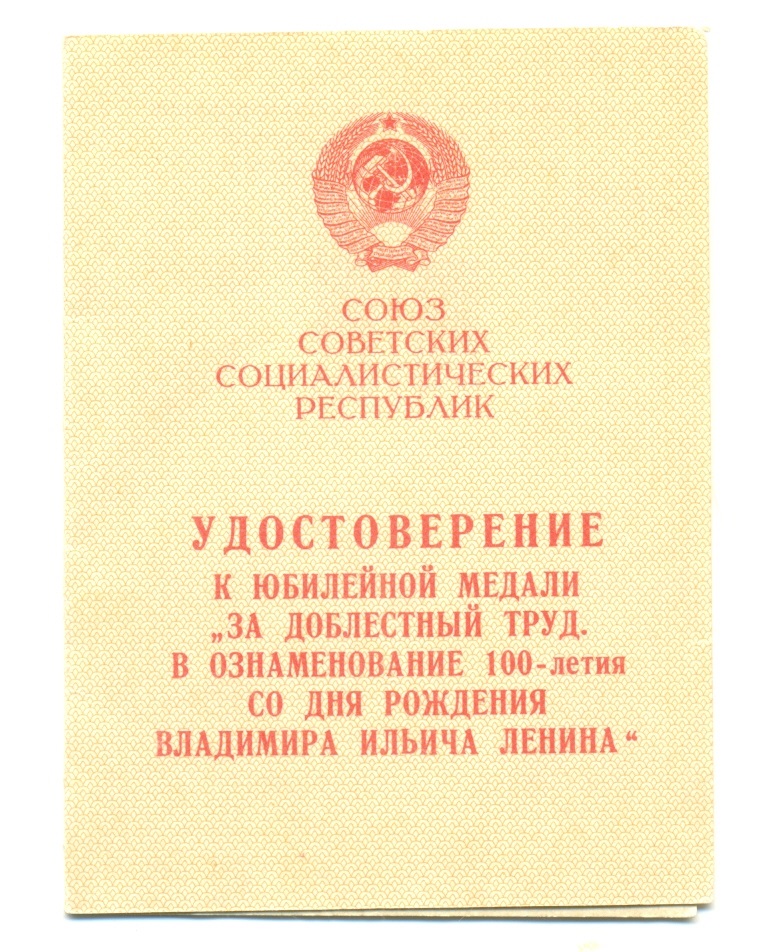 СОЮЗ
СОВЕТСКИХ
СОЦИАЛИСТИЧЕСКИХ
РЕСПУБЛИК
УДОСТОВЕРЕНИЕ
К ЮБИЛЕЙНОЙ МЕДАЛИ
„ЗА ДОБЛЕСТНЫЙ ТРУД.
В ОЗНАМЕНОВАНИЕ 100-летия
СО ДНЯ РОЖДЕНИЯ
ВЛАДИМИРА ИЛЬИЧА ЛЕНИНА“